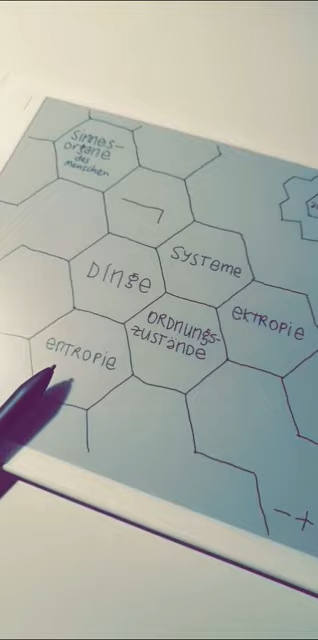 sinnes-
organe
des
menschen
systeme
Dinge
ordnungs-
zustände
ektropie
entropie
- +